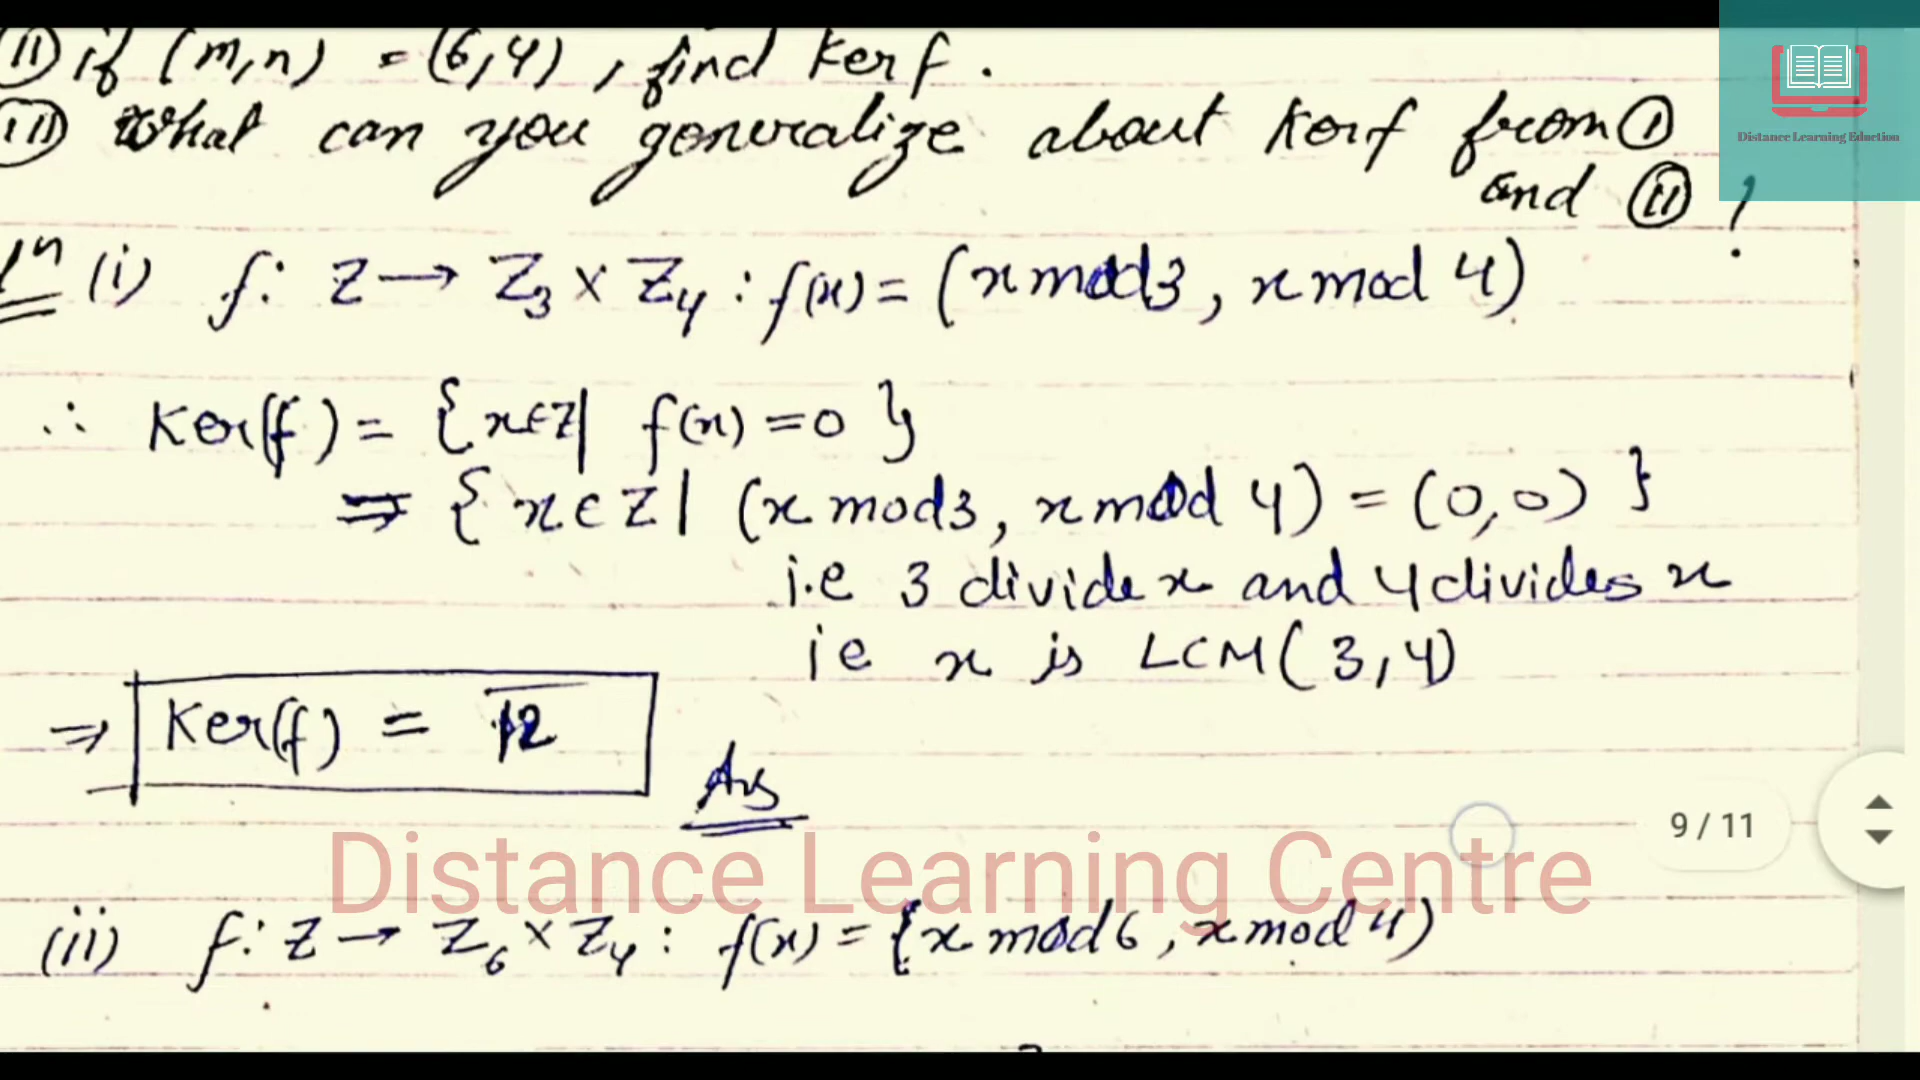 (ii) if (m,n) = (6,4), find Kerf.
(iii) What can you generalize about Kerf from (i)
and (ii) ?
Distance Learning Eduction
lⁿ (i) f: Z → Z₃ × Z₄ : f(x) = (x mod 3, x mod 4)
∴ Ker(f) = {x∈Z| f(x) = 0 }
⇒ { x ∈ Z | (x mod 3, x mod 4) = (0,0) }
i.e 3 divide x and 4 divides x
ie x is LCM( 3,4)
⇒ Ker(f) = 12̅
Ans
9 / 11
Distance Learning Centre
(ii) f: Z → Z₆ × Z₄ : f(x) = {x mod 6, x mod 4)